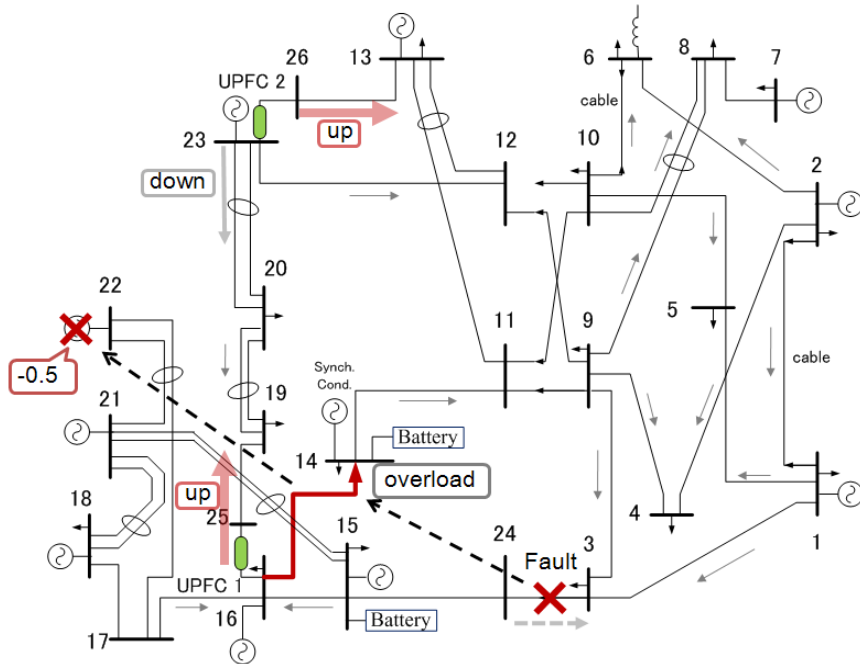 13
6
8
7
26
UPFC 2
cable
up
23
12
10
2
down
20
22
5
11
9
-0.5
Synch.
Cond.
cable
21
19
Battery
14
overload
up
18
25
15
24
3
4
Fault
1
UPFC 1
16
Battery
17